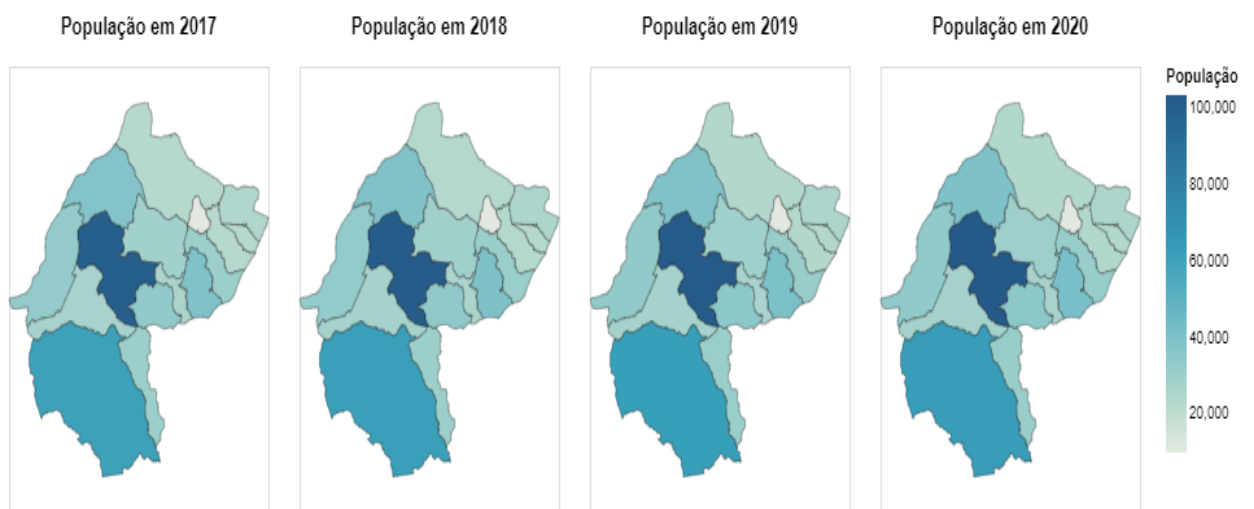 População em 2017
População em 2018
População em 2019
População em 2020
População
100,000
80,000
60,000
40,000
20,000